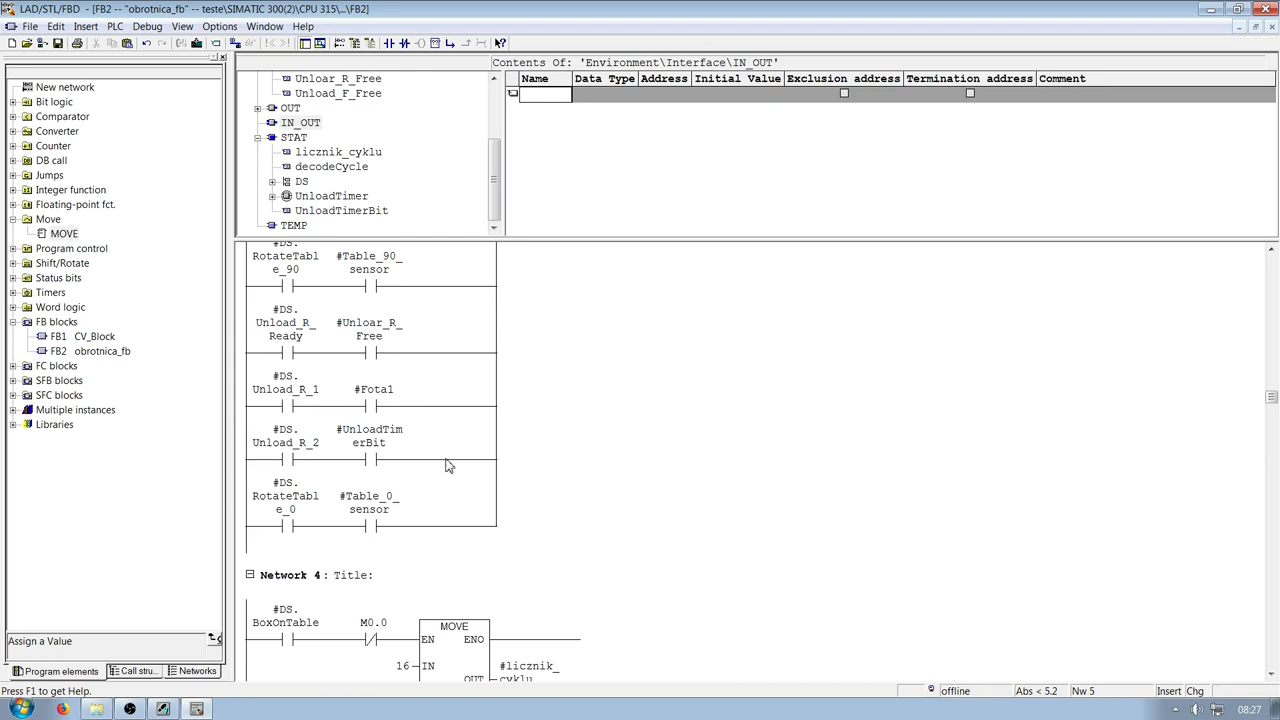 LAD/STL/FBD - [FB2 -- "obrotnica_fb" -- teste\SIMATIC 300(2)\CPU 315\...\FB2]
File Edit Insert PLC Debug View Options Window Help
New network
Bit logic
Comparator
Converter
Counter
DB call
Jumps
Integer function
Floating-point fct.
Move
MOVE
Program control
Shift/Rotate
Status bits
Timers
Word logic
FB blocks
FB1 CV_Block
FB2 obrotnica_fb
FC blocks
SFB blocks
SFC blocks
Multiple instances
Libraries
Assign a Value
Program elements Call stru... Networks
Unloar_R_Free
Unload_F_Free
OUT
IN_OUT
STAT
licznik_cyklu
decodeCycle
DS
UnloadTimer
UnloadTimerBit
TEMP
Contents Of: 'Environment\Interface\IN_OUT'
Name Data Type Address Initial Value Exclusion address Termination address Comment
#DS.
RotateTabl #Table_90_
e_90 sensor
#DS.
Unload_R_ #Unloar_R_
Ready Free
#DS.
Unload_R_1 #Fota1
#DS. #UnloadTim
Unload_R_2 erBit
#DS.
RotateTabl #Table_0_
e_0 sensor
Network 4 : Title:
#DS.
BoxOnTable M0.0 MOVE
EN ENO
16 IN #licznik_
OUT cyklu
Press F1 to get Help. offline Abs < 5.2 Nw 5 Insert Chg
08:27